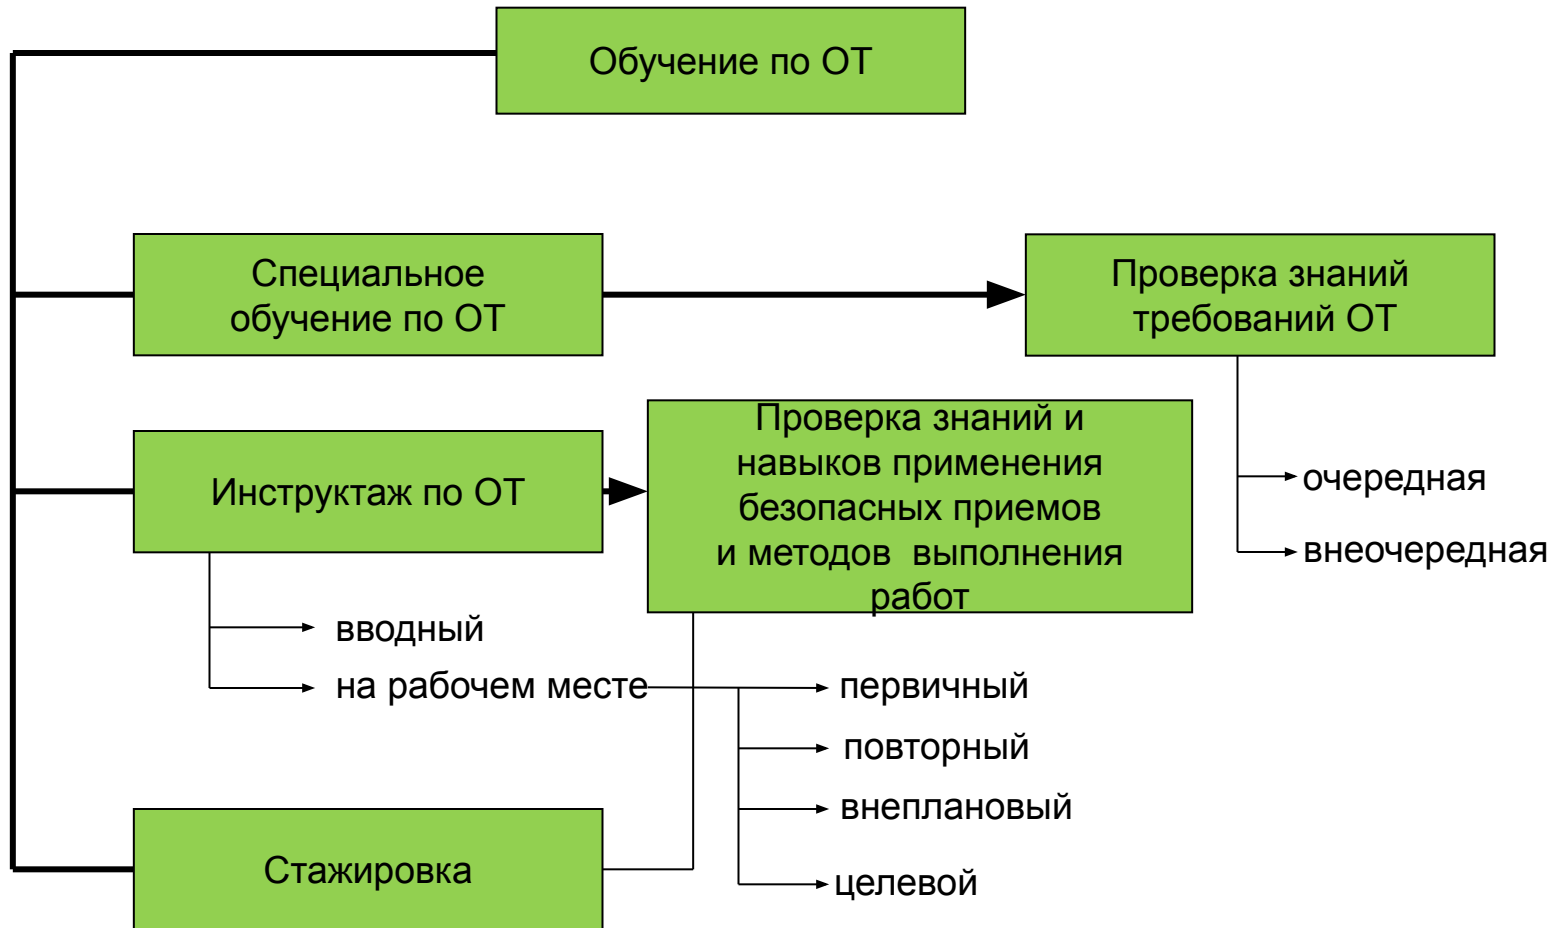 Обучение по ОТ
Специальное
обучение по ОТ
Проверка знаний
требований ОТ
Проверка знаний и
навыков применения
безопасных приемов
и методов выполнения
работ
Инструктаж по ОТ
очередная
внеочередная
вводный
на рабочем месте
первичный
повторный
внеплановый
целевой
Стажировка